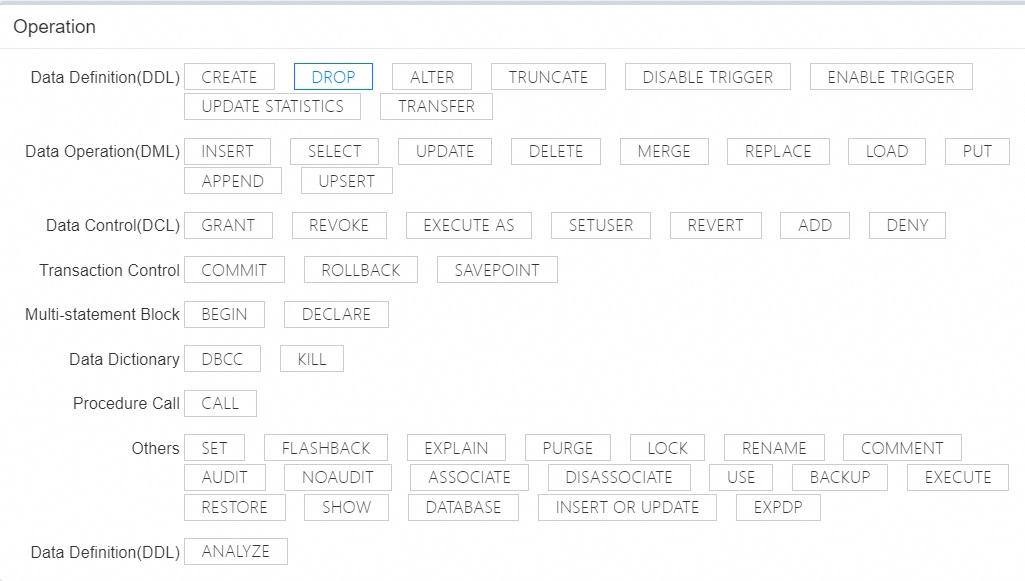 Operation
Data Definition(DDL) CREATE DROP ALTER TRUNCATE DISABLE TRIGGER ENABLE TRIGGER
UPDATE STATISTICS TRANSFER
Data Operation(DML) INSERT SELECT UPDATE DELETE MERGE REPLACE LOAD PUT
APPEND UPSERT
Data Control(DCL) GRANT REVOKE EXECUTE AS SETUSER REVERT ADD DENY
Transaction Control COMMIT ROLLBACK SAVEPOINT
Multi-statement Block BEGIN DECLARE
Data Dictionary DBCC KILL
Procedure Call CALL
Others SET FLASHBACK EXPLAIN PURGE LOCK RENAME COMMENT
AUDIT NOAUDIT ASSOCIATE DISASSOCIATE USE BACKUP EXECUTE
RESTORE SHOW DATABASE INSERT OR UPDATE EXPDP
Data Definition(DDL) ANALYZE